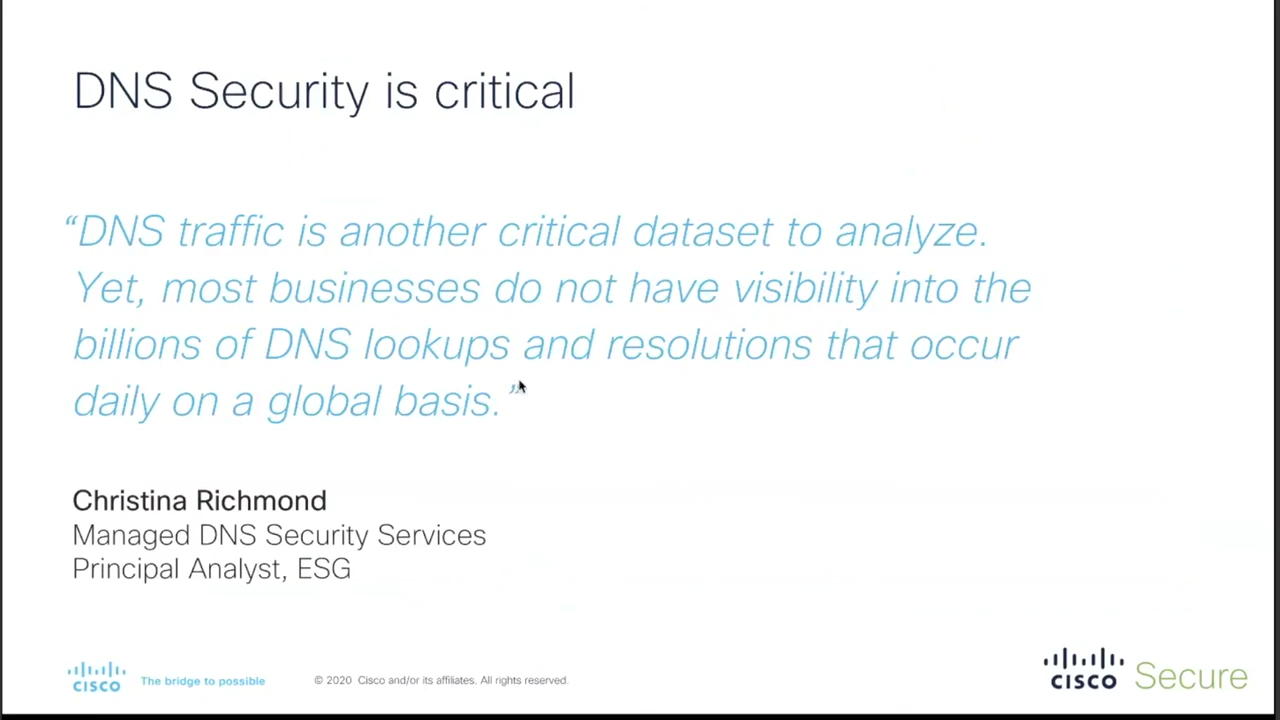 DNS Security is critical
“DNS traffic is another critical dataset to analyze.
Yet, most businesses do not have visibility into the
billions of DNS lookups and resolutions that occur
daily on a global basis.”
Christina Richmond
Managed DNS Security Services
Principal Analyst, ESG
CISCO The bridge to possible © 2020 Cisco and/or its affiliates. All rights reserved.
CISCO Secure